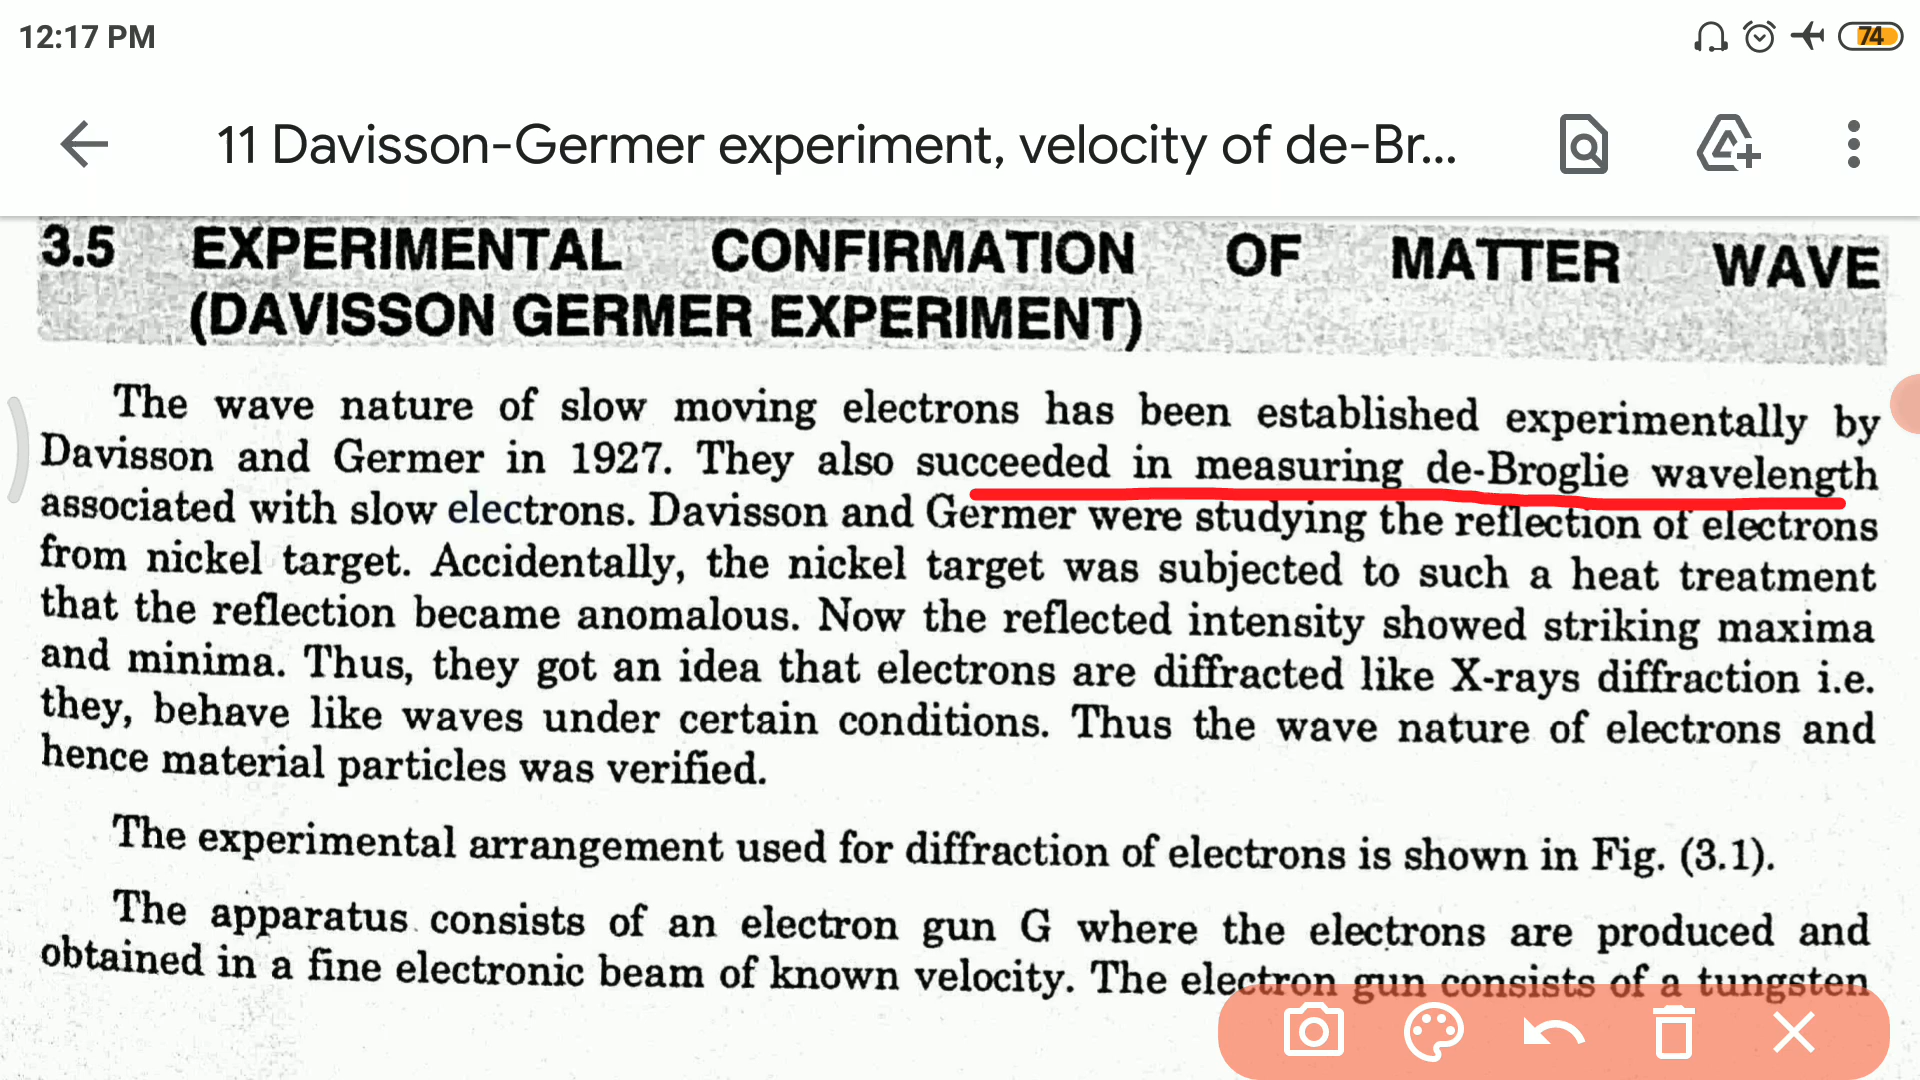 12:17 PM
74
11 Davisson-Germer experiment, velocity of de-Br...
3.5 EXPERIMENTAL CONFIRMATION OF MATTER WAVE
(DAVISSON GERMER EXPERIMENT)
The wave nature of slow moving electrons has been established experimentally by
Davisson and Germer in 1927. They also succeeded in measuring de-Broglie wavelength
associated with slow electrons. Davisson and Germer were studying the reflection of electrons
from nickel target. Accidentally, the nickel target was subjected to such a heat treatment
that the reflection became anomalous. Now the reflected intensity showed striking maxima
and minima. Thus, they got an idea that electrons are diffracted like X-rays diffraction i.e.
they, behave like waves under certain conditions. Thus the wave nature of electrons and
hence material particles was verified.
The experimental arrangement used for diffraction of electrons is shown in Fig. (3.1).
The apparatus consists of an electron gun G where the electrons are produced and
obtained in a fine electronic beam of known velocity. The electron gun consists of a tungsten